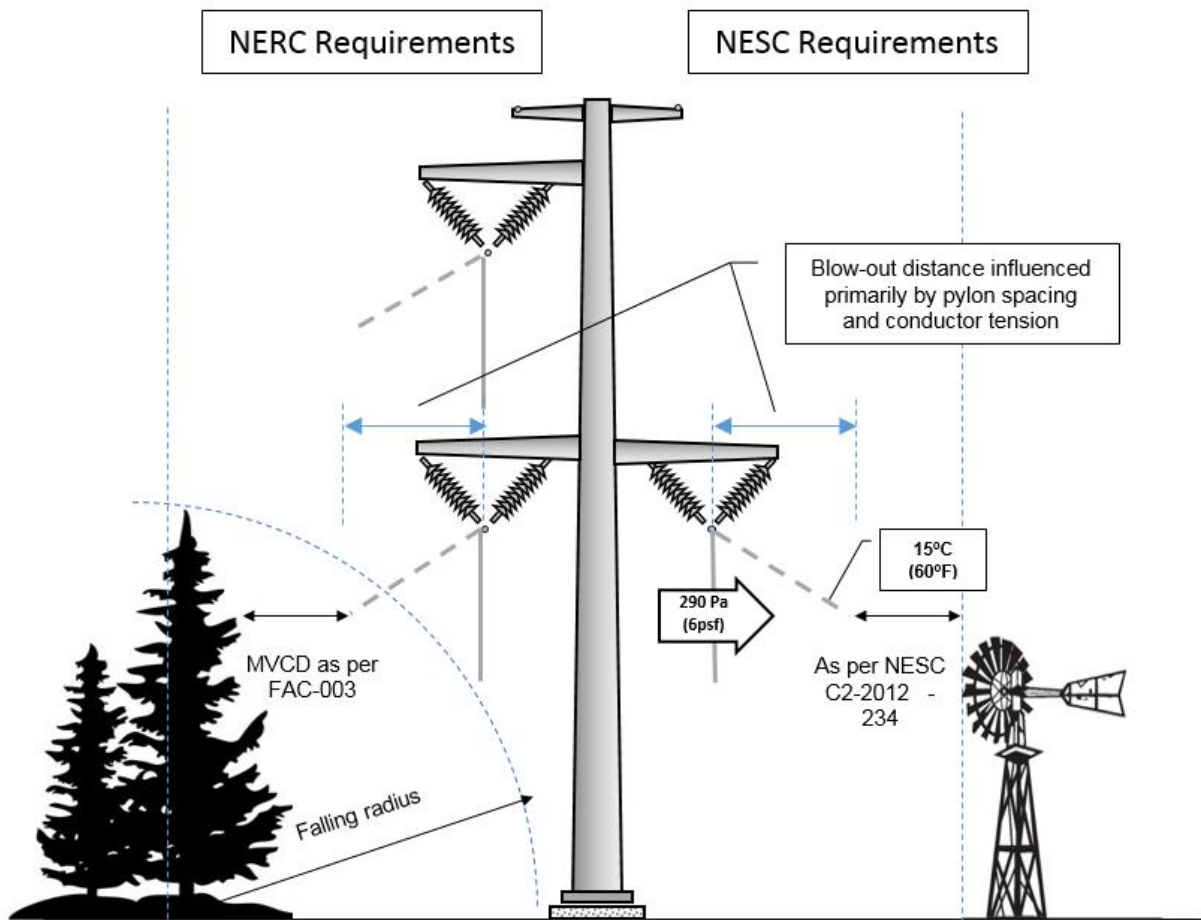 NERC Requirements
NESC Requirements
Blow-out distance influenced
primarily by pylon spacing
and conductor tension
15ºC
(60ºF)
290 Pa
(6psf)
MVCD as per
FAC-003
As per NESC
C2-2012 -
234
Falling radius